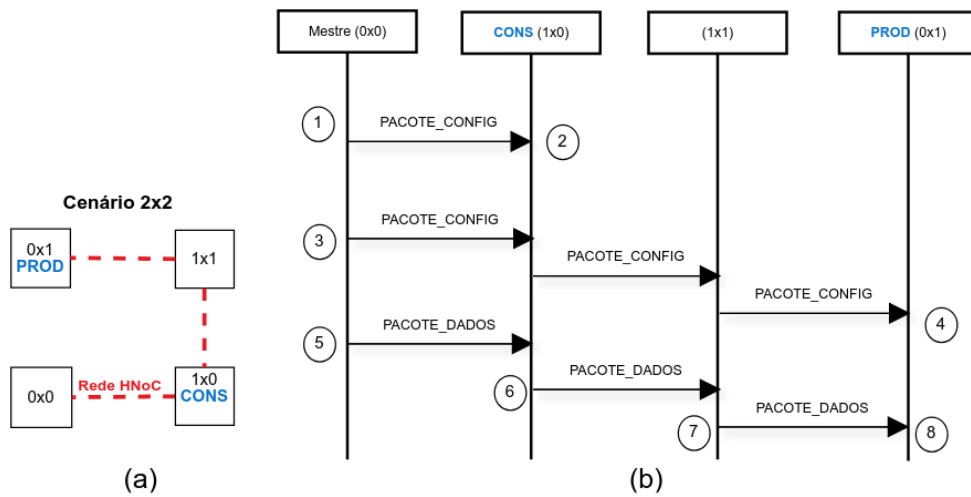 Mestre (0x0)
CONS (1x0)
(1x1)
PROD (0x1)
1
PACOTE_CONFIG
2
3
PACOTE_CONFIG
PACOTE_CONFIG
PACOTE_CONFIG
4
5
PACOTE_DADOS
6
PACOTE_DADOS
7
PACOTE_DADOS
8
Cenário 2x2
0x1
PROD
1x1
0x0
Rede HNoC
1x0
CONS
(a)
(b)